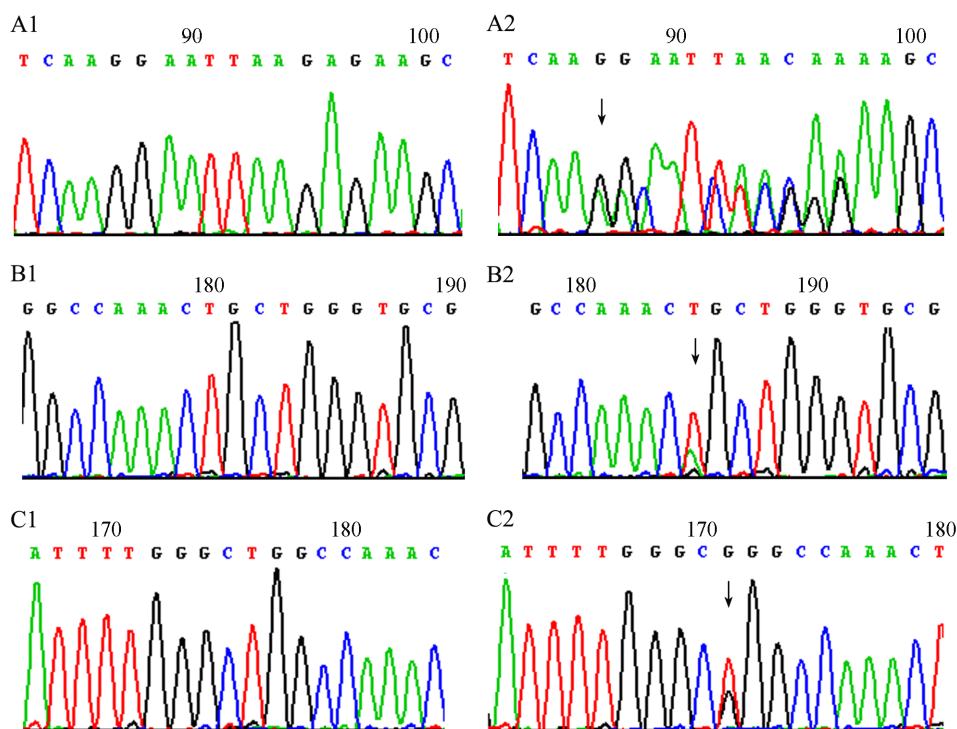 A1 A2
90 100 90 100
T C A A G G A A T T A A G A G A A G C T C A A G G A A T T A A C A A A A G C
B1 B2
180 190 180 190
G G C C A A A C T G C T G G G T G C G G C C A A A C T G C T G G G T G C G
C1 C2
170 180 170 180
A T T T T G G G C T G G C C A A A C A T T T T G G G C G G G C C A A A C T